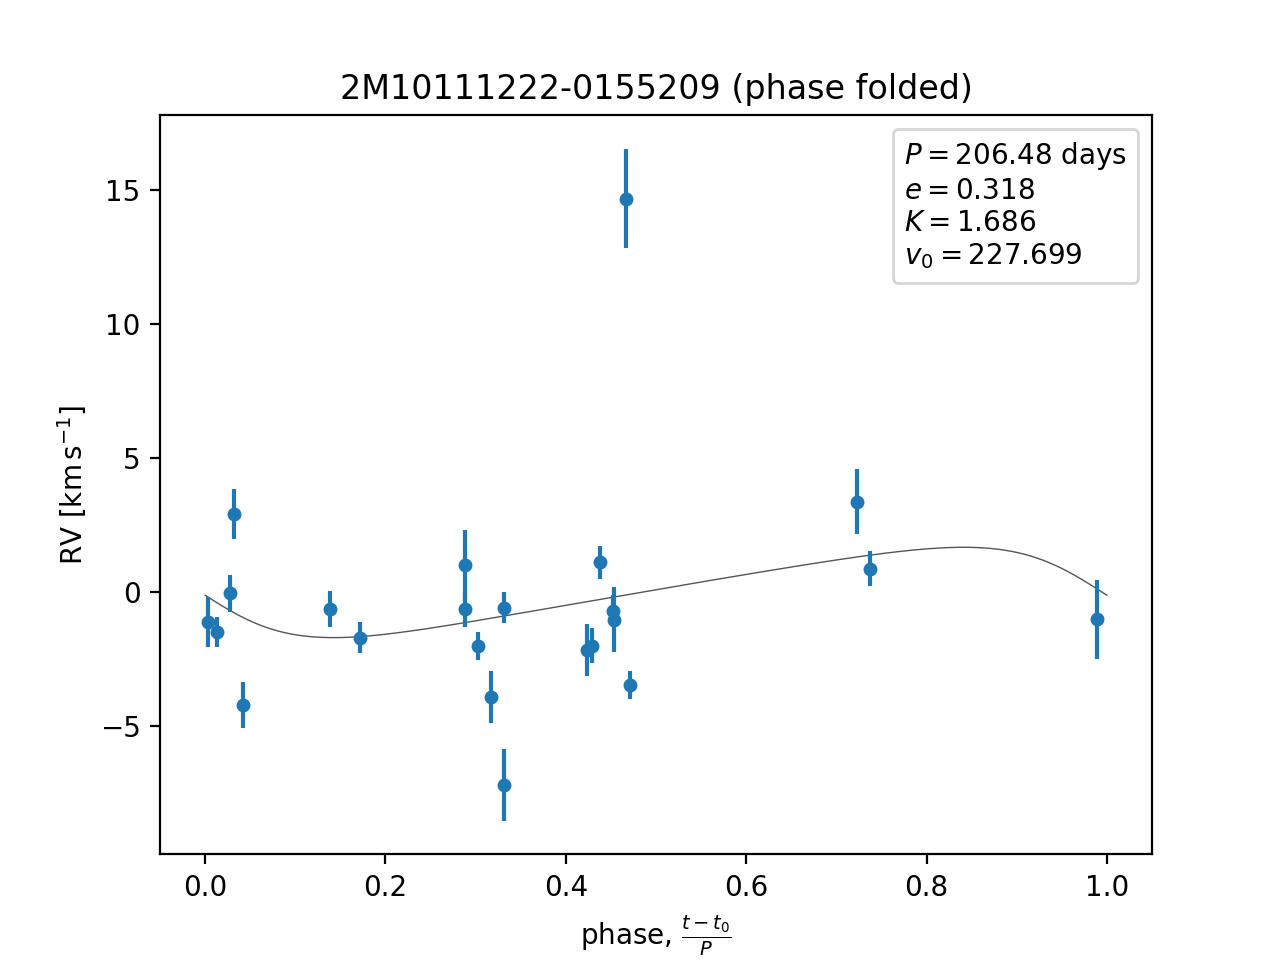 2M10111222-0155209 (phase folded)
P = 206.48 days
e = 0.318
K = 1.686
v₀ = 227.699
RV [km s⁻¹]
15
10
5
0
−5
0.0 0.2 0.4 0.6 0.8 1.0
phase, (t − t₀)/P